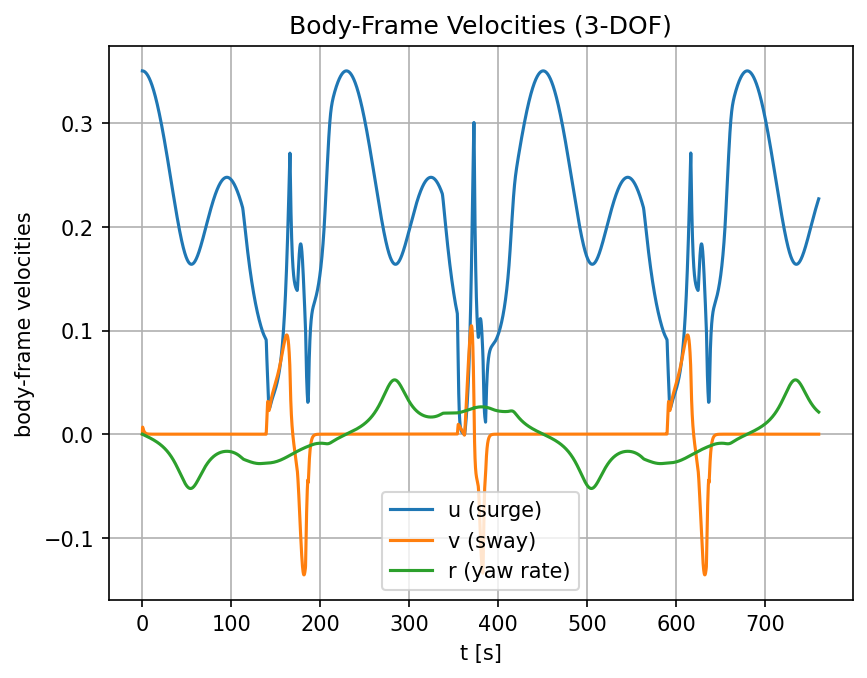 Body-Frame Velocities (3-DOF)
body-frame velocities
0.3
0.2
0.1
0.0
−0.1
u (surge)
v (sway)
r (yaw rate)
0 100 200 300 400 500 600 700
t [s]